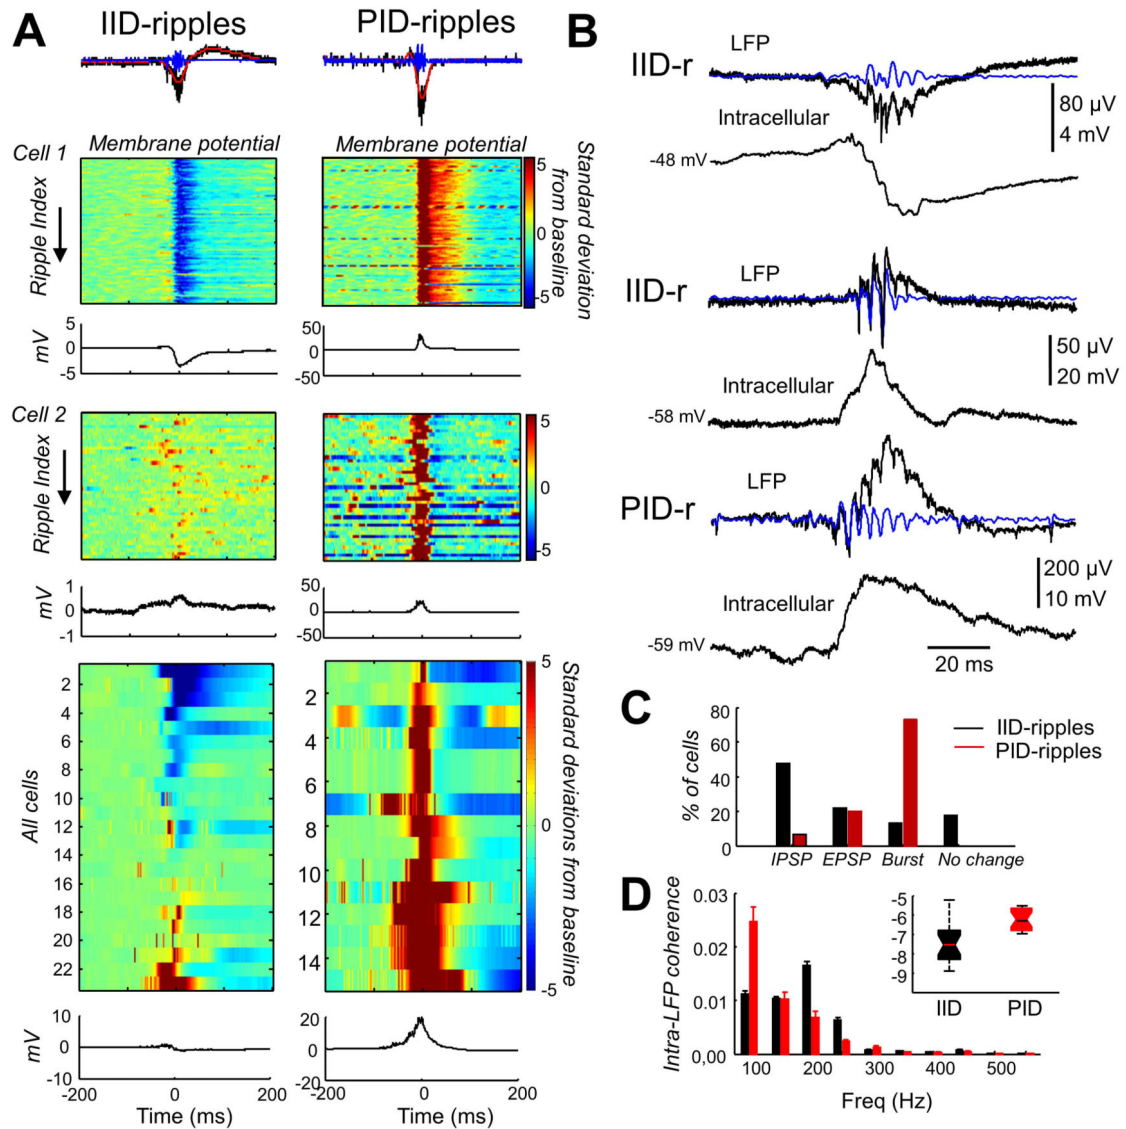 A
IID-ripples
PID-ripples
Cell 1
Membrane potential
Membrane potential
Ripple Index
5
0
-5
Standard deviation
from baseline
mV
5
0
-5
50
0
-50
Cell 2
Ripple Index
5
0
-5
mV
1
0
-1
50
0
-50
All cells
2
4
6
8
10
12
14
16
18
20
22
2
4
6
8
10
12
14
5
0
-5
Standard deviations from baseline
mV
10
0
-10
20
0
-20
-200
0
200
-200
0
200
Time (ms)
Time (ms)
B
IID-r
LFP
80 µV
4 mV
Intracellular
-48 mV
IID-r
LFP
50 µV
20 mV
Intracellular
-58 mV
PID-r
LFP
200 µV
10 mV
Intracellular
-59 mV
20 ms
C
% of cells
80
60
40
20
0
IID-ripples
PID-ripples
IPSP
EPSP
Burst
No change
D
Intra-LFP coherence
0.03
0.02
0.01
0,00
100
200
300
400
500
Freq (Hz)
-5
-6
-7
-8
-9
IID
PID